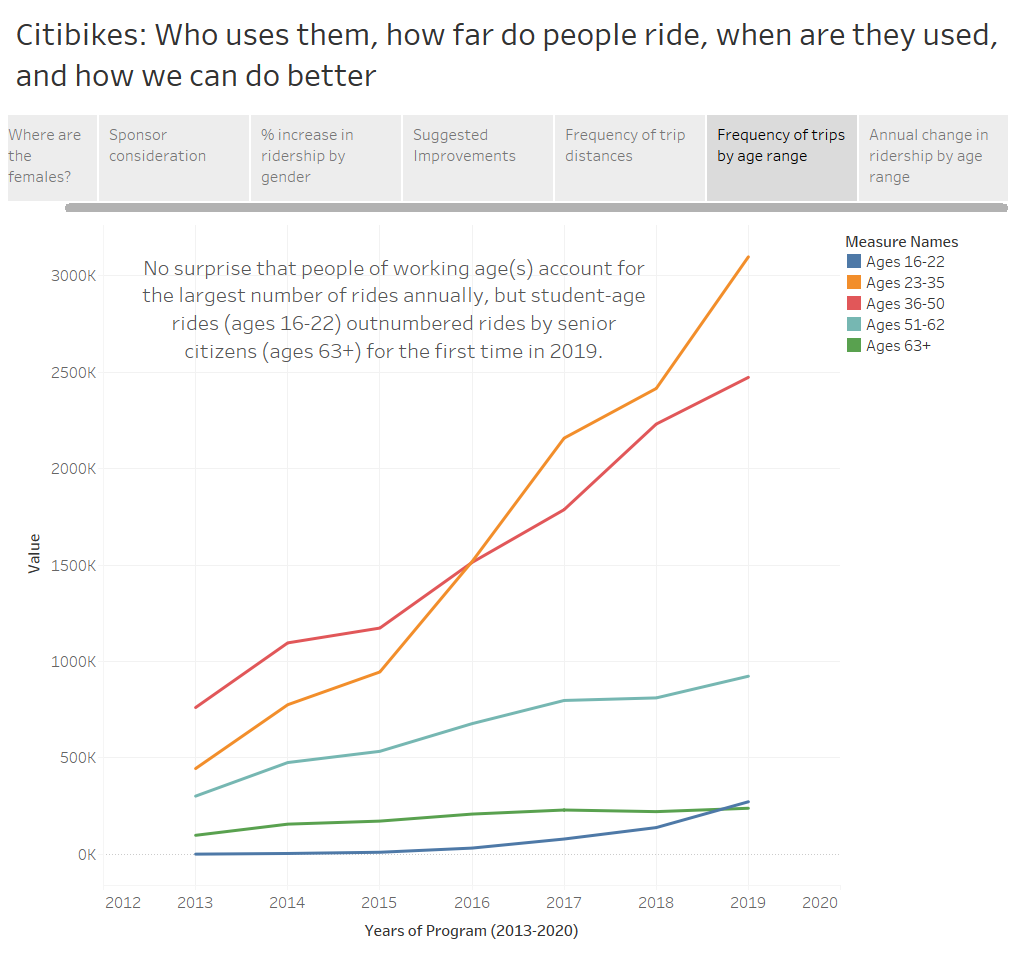 Citibikes: Who uses them, how far do people ride, when are they used,
and how we can do better
Where are
the
females?
Sponsor
consideration
% increase in
ridership by
gender
Suggested
Improvements
Frequency of trip
distances
Frequency of trips
by age range
Annual change in
ridership by age
range
No surprise that people of working age(s) account for
the largest number of rides annually, but student-age
rides (ages 16-22) outnumbered rides by senior
citizens (ages 63+) for the first time in 2019.
Measure Names
Ages 16-22
Ages 23-35
Ages 36-50
Ages 51-62
Ages 63+
3000K
2500K
2000K
1500K
1000K
500K
0K
Value
2012 2013 2014 2015 2016 2017 2018 2019 2020
Years of Program (2013-2020)